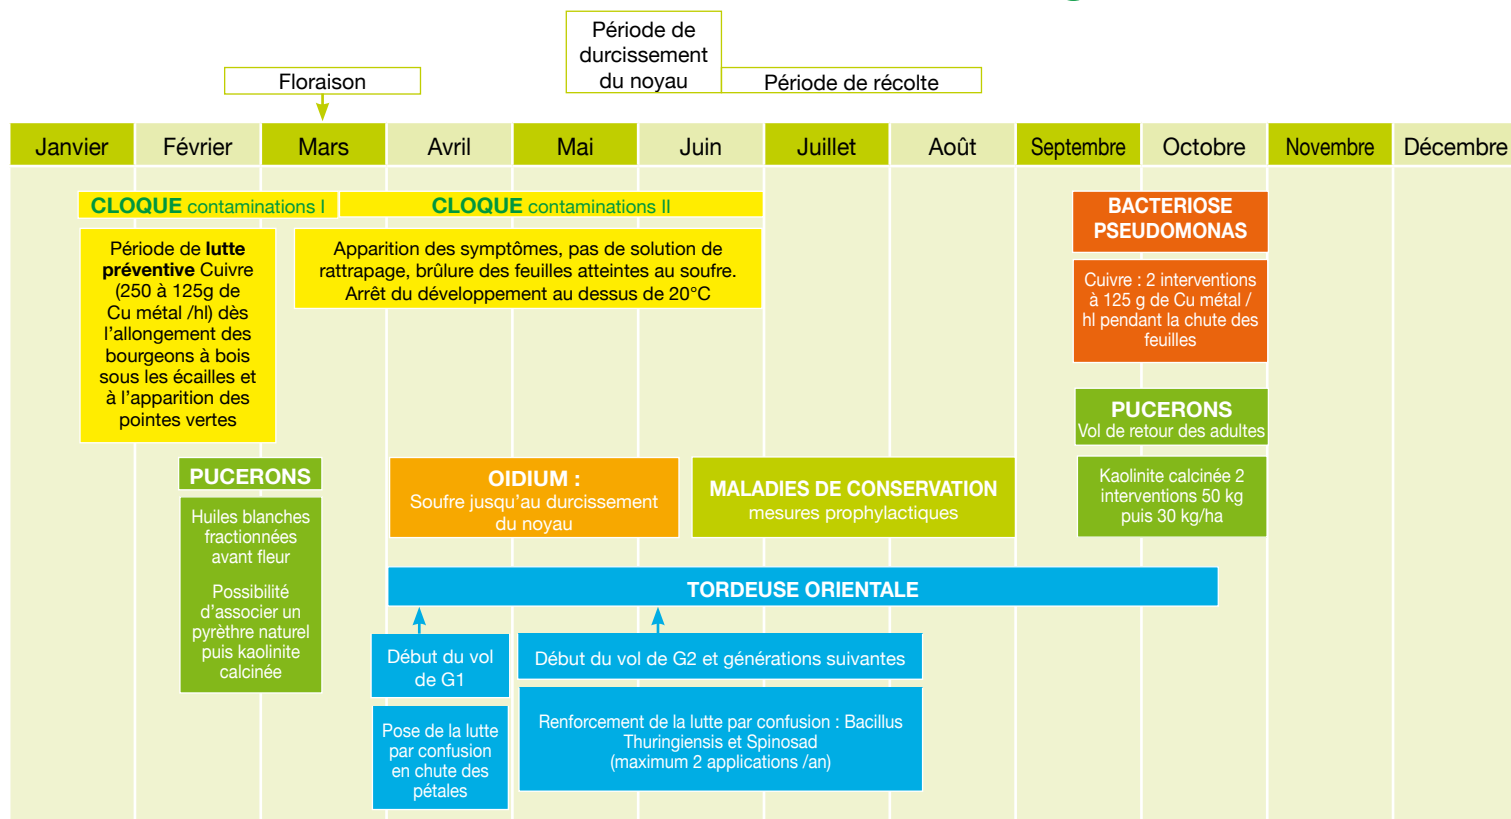 Période de
durcissement
du noyau
Floraison
Période de récolte
Janvier
Février
Mars
Avril
Mai
Juin
Juillet
Août
Septembre
Octobre
Novembre
Décembre
CLOQUE contaminations I
CLOQUE contaminations II
Période de lutte
préventive Cuivre
(250 à 125g de
Cu métal /hl) dès
l'allongement des
bourgeons à bois
sous les écailles et
à l'apparition des
pointes vertes
Apparition des symptômes, pas de solution de
rattrapage, brûlure des feuilles atteintes au soufre.
Arrêt du développement au dessus de 20°C
BACTERIOSE
PSEUDOMONAS
Cuivre : 2 interventions
à 125 g de Cu métal /
hl pendant la chute des
feuilles
PUCERONS
Vol de retour des adultes
Kaolinite calcinée 2
interventions 50 kg
puis 30 kg/ha
PUCERONS
Huiles blanches
fractionnées
avant fleur
Possibilité
d'associer un
pyrèthre naturel
puis kaolinite
calcinée
OIDIUM :
Soufre jusqu'au durcissement
du noyau
MALADIES DE CONSERVATION
mesures prophylactiques
TORDEUSE ORIENTALE
Début du vol
de G1
Début du vol de G2 et générations suivantes
Pose de la lutte
par confusion
en chute des
pétales
Renforcement de la lutte par confusion : Bacillus
Thuringiensis et Spinosad
(maximum 2 applications /an)